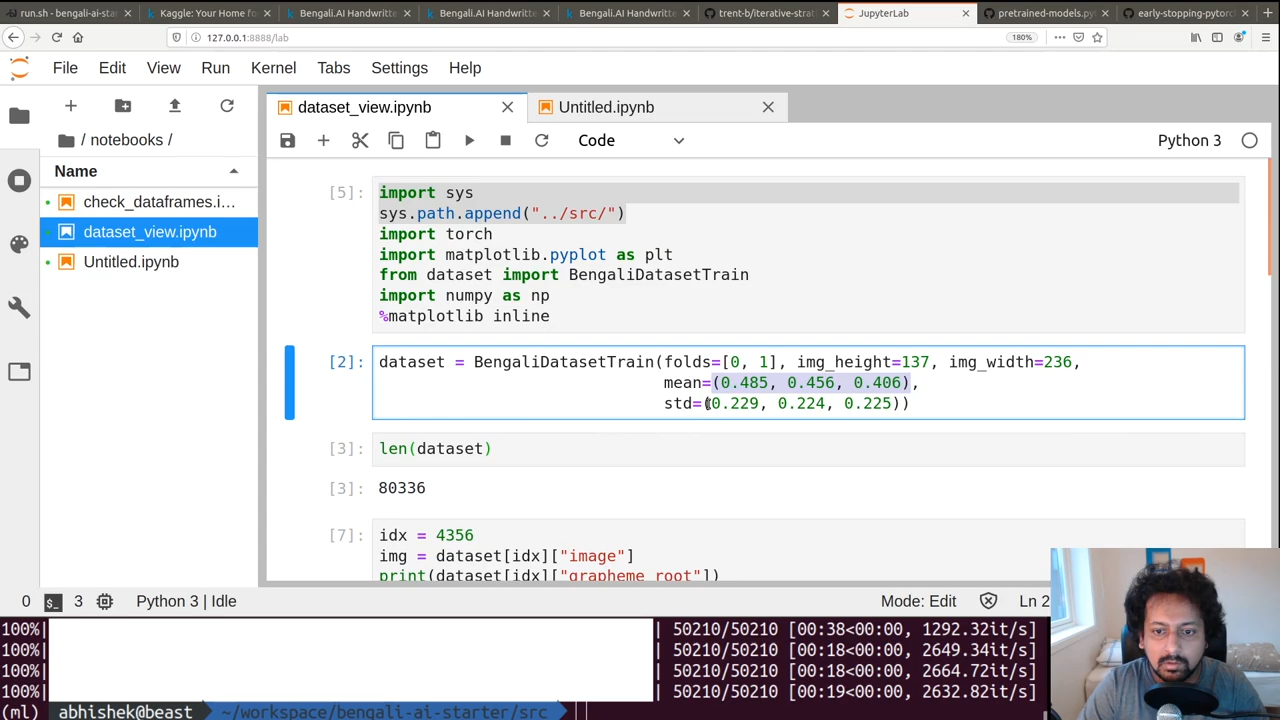 run.sh - bengali-ai-start
Kaggle: Your Home fo
Bengali.AI Handwritte
Bengali.AI Handwritte
Bengali.AI Handwritte
trent-b/iterative-strati
JupyterLab
pretrained-models.py
early-stopping-pytorch
127.0.0.1:8888/lab
180%
File Edit View Run Kernel Tabs Settings Help
dataset_view.ipynb
Untitled.ipynb
/ notebooks /
Code
Python 3
Name
check_dataframes.i…
dataset_view.ipynb
Untitled.ipynb
[5]:
import sys
sys.path.append("../src/")
import torch
import matplotlib.pyplot as plt
from dataset import BengaliDatasetTrain
import numpy as np
%matplotlib inline
[2]:
dataset = BengaliDatasetTrain(folds=[0, 1], img_height=137, img_width=236,
mean=(0.485, 0.456, 0.406),
std=(0.229, 0.224, 0.225))
[3]:
len(dataset)
[3]:
80336
[7]:
idx = 4356
img = dataset[idx]["image"]
print(dataset[idx]["grapheme_root"])
0
3
Python 3 | Idle
Mode: Edit
Ln 2
100%| | 50210/50210 [00:38<00:00, 1292.32it/s]
100%| | 50210/50210 [00:18<00:00, 2649.34it/s]
100%| | 50210/50210 [00:18<00:00, 2664.72it/s]
100%| | 50210/50210 [00:19<00:00, 2632.82it/s]
(ml) abhishek@beast ~/workspace/bengali-ai-starter/src